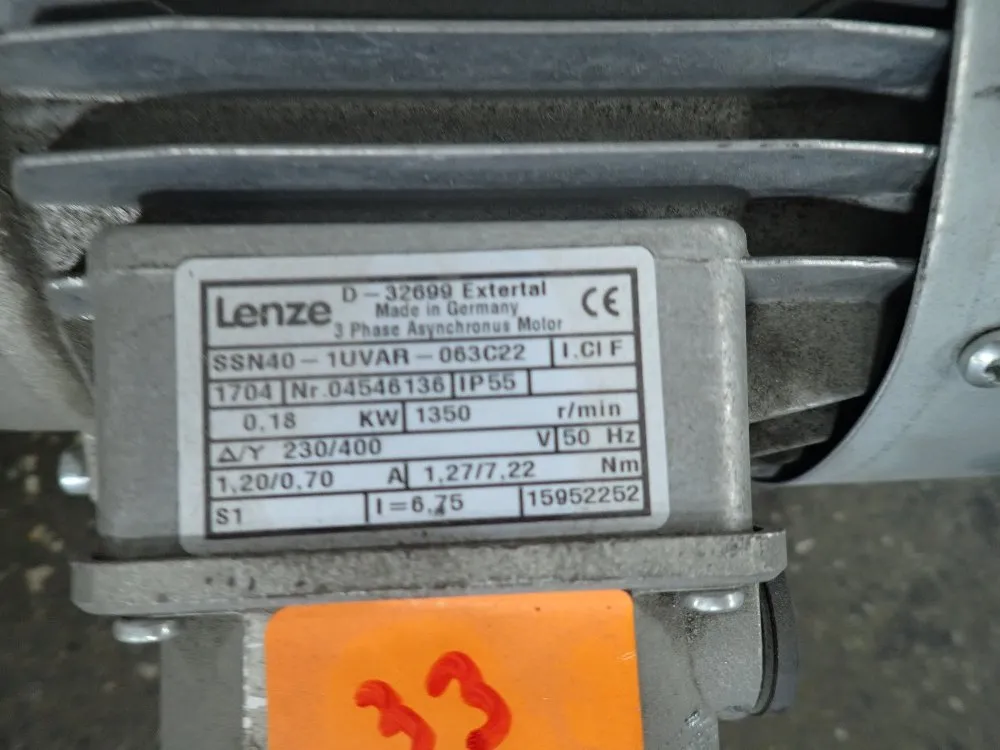 Lenze D-32699 Extertal CE
Made in Germany
3 Phase Asynchronus Motor
SSN40-1UVAR-063C22 I.Cl F
1704 Nr.04546136 IP55
0,18 KW 1350 r/min
Δ/Y 230/400 V 50 Hz
1,20/0,70 A 1,27/7,22 Nm
S1 I=6,75 15952252
33